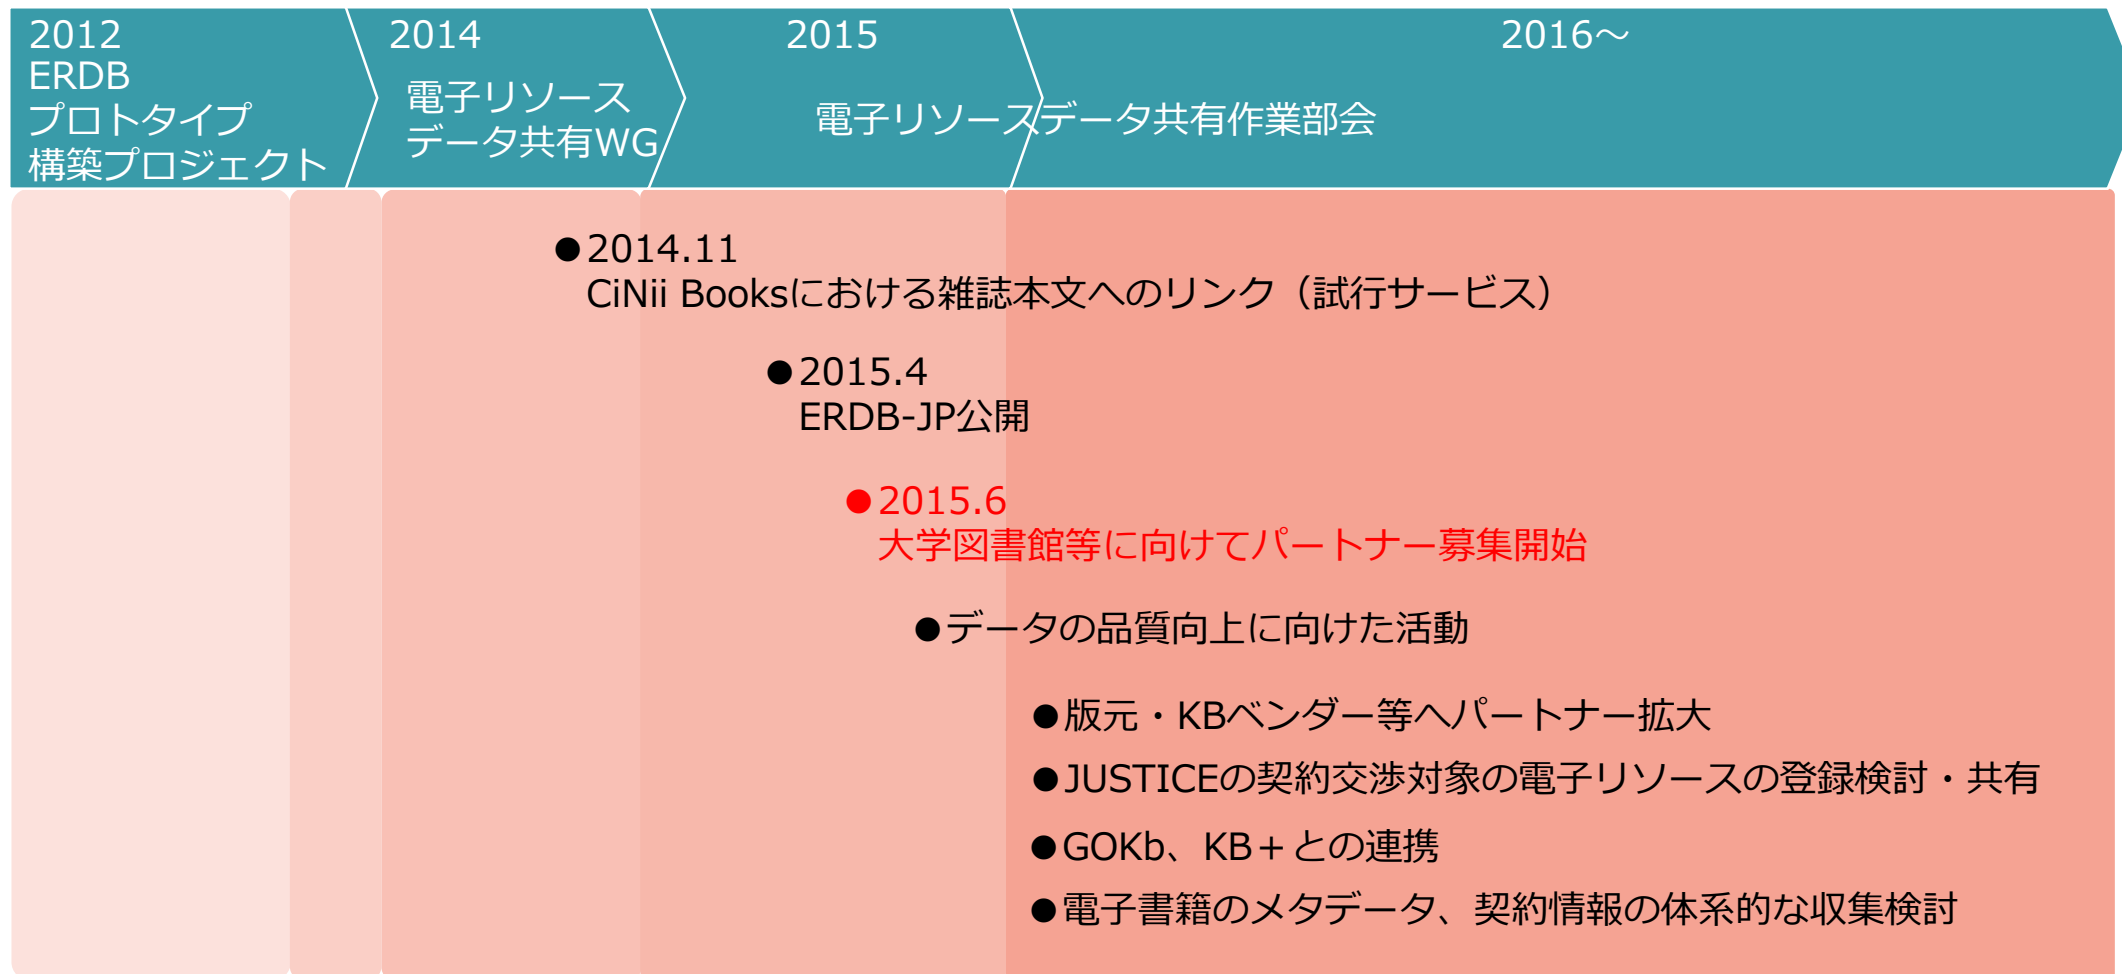 2012
ERDB
プロトタイプ
構築プロジェクト
2014
電子リソース
データ共有WG
2015
2016～
電子リソースデータ共有作業部会
●2014.11
CiNii Booksにおける雑誌本文へのリンク（試行サービス）
●2015.4
ERDB-JP公開
●2015.6
大学図書館等に向けてパートナー募集開始
●データの品質向上に向けた活動
●版元・KBベンダー等へパートナー拡大
●JUSTICEの契約交渉対象の電子リソースの登録検討・共有
●GOKb、KB＋との連携
●電子書籍のメタデータ、契約情報の体系的な収集検討